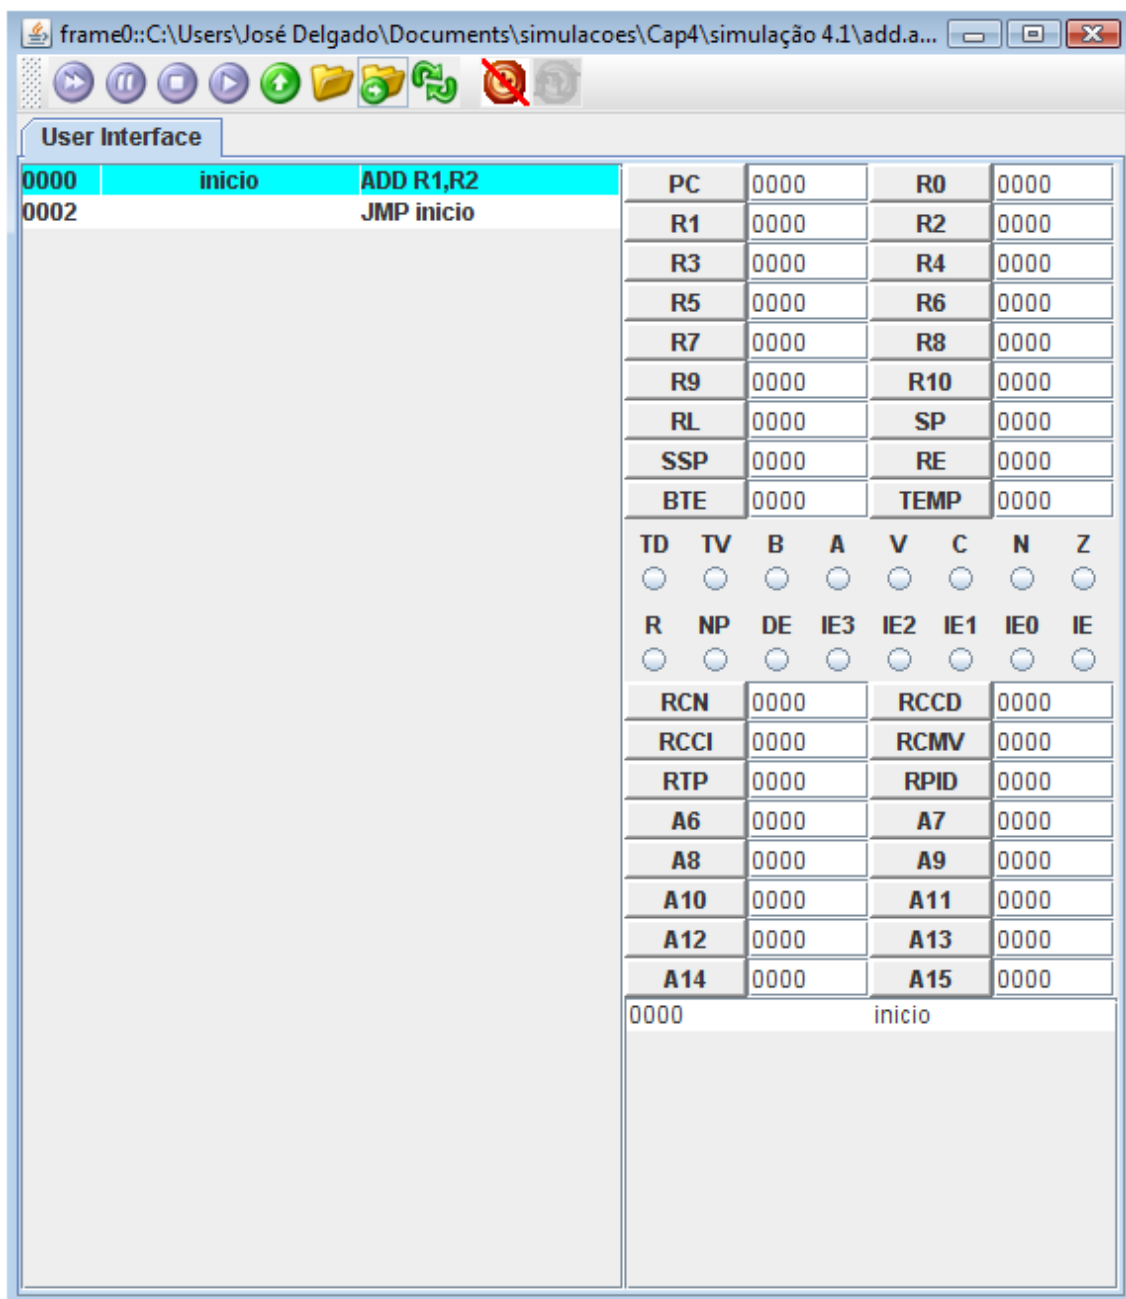 frame0::C:\Users\José Delgado\Documents\simulacoes\Cap4\simulação 4.1\add.a...
User Interface
0000 inicio ADD R1,R2
0002 JMP inicio
PC 0000 R0 0000
R1 0000 R2 0000
R3 0000 R4 0000
R5 0000 R6 0000
R7 0000 R8 0000
R9 0000 R10 0000
RL 0000 SP 0000
SSP 0000 RE 0000
BTE 0000 TEMP 0000
TD TV B A V C N Z
R NP DE IE3 IE2 IE1 IE0 IE
RCN 0000 RCCD 0000
RCCI 0000 RCMV 0000
RTP 0000 RPID 0000
A6 0000 A7 0000
A8 0000 A9 0000
A10 0000 A11 0000
A12 0000 A13 0000
A14 0000 A15 0000
0000 inicio